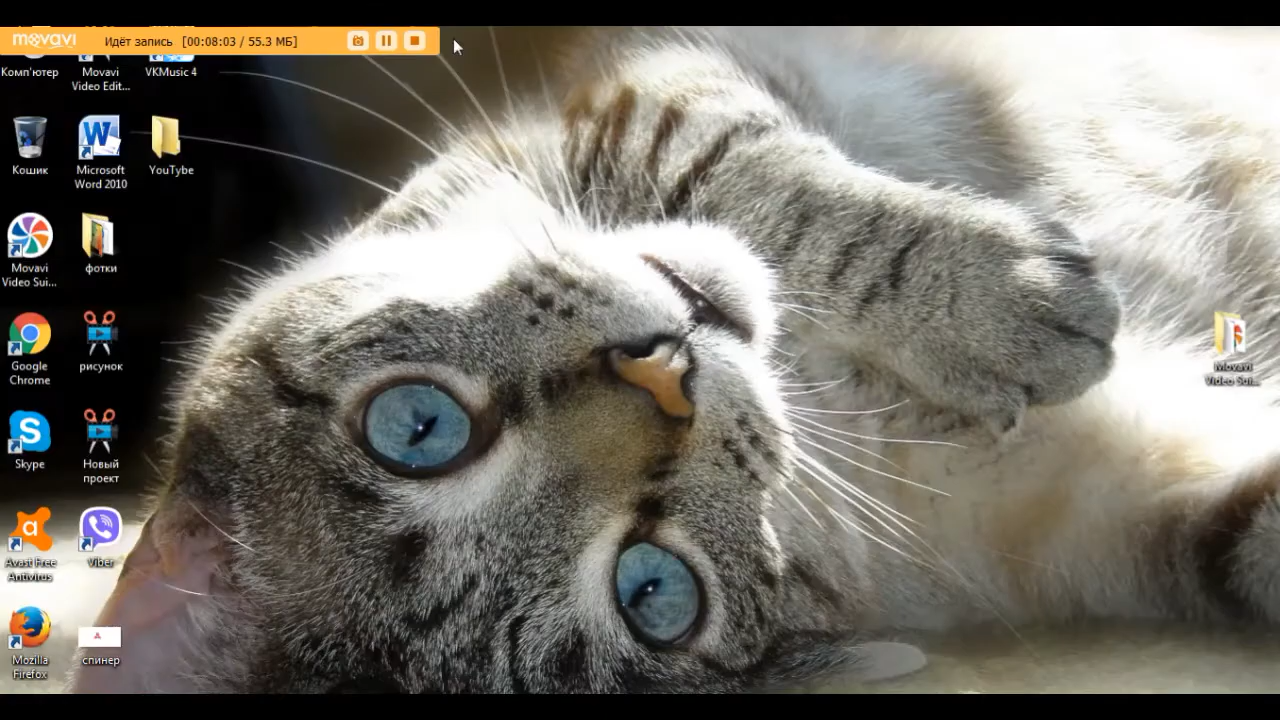 movavi
Идёт запись [00:08:03 / 55.3 МБ]
Комп'ютер
Movavi
Video Edit...
VKMusic 4
Кошик
Microsoft
Word 2010
YouTybe
Movavi
Video Sui...
фотки
Google
Chrome
рисунок
Movavi
Video Sui...
Skype
Новый
проект
Avast Free
Antivirus
Viber
Mozilla
Firefox
спинер